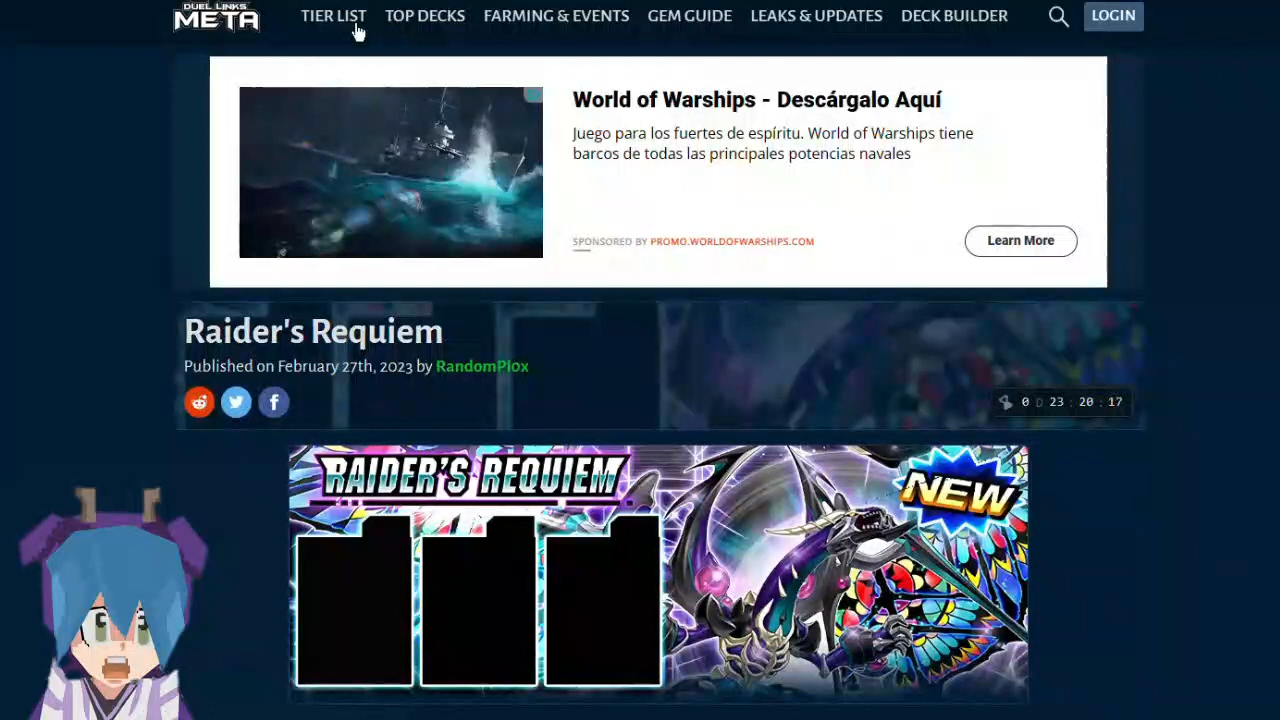 DUEL LINKS
META
TIER LIST TOP DECKS FARMING & EVENTS GEM GUIDE LEAKS & UPDATES DECK BUILDER LOGIN
World of Warships - Descárgalo Aquí
Juego para los fuertes de espíritu. World of Warships tiene
barcos de todas las principales potencias navales
SPONSORED BY PROMO.WORLDOFWARSHIPS.COM
Learn More
Raider's Requiem
Published on February 27th, 2023 by RandomPl0x
0 D 23 : 20 : 17
RAIDER'S REQUIEM
NEW